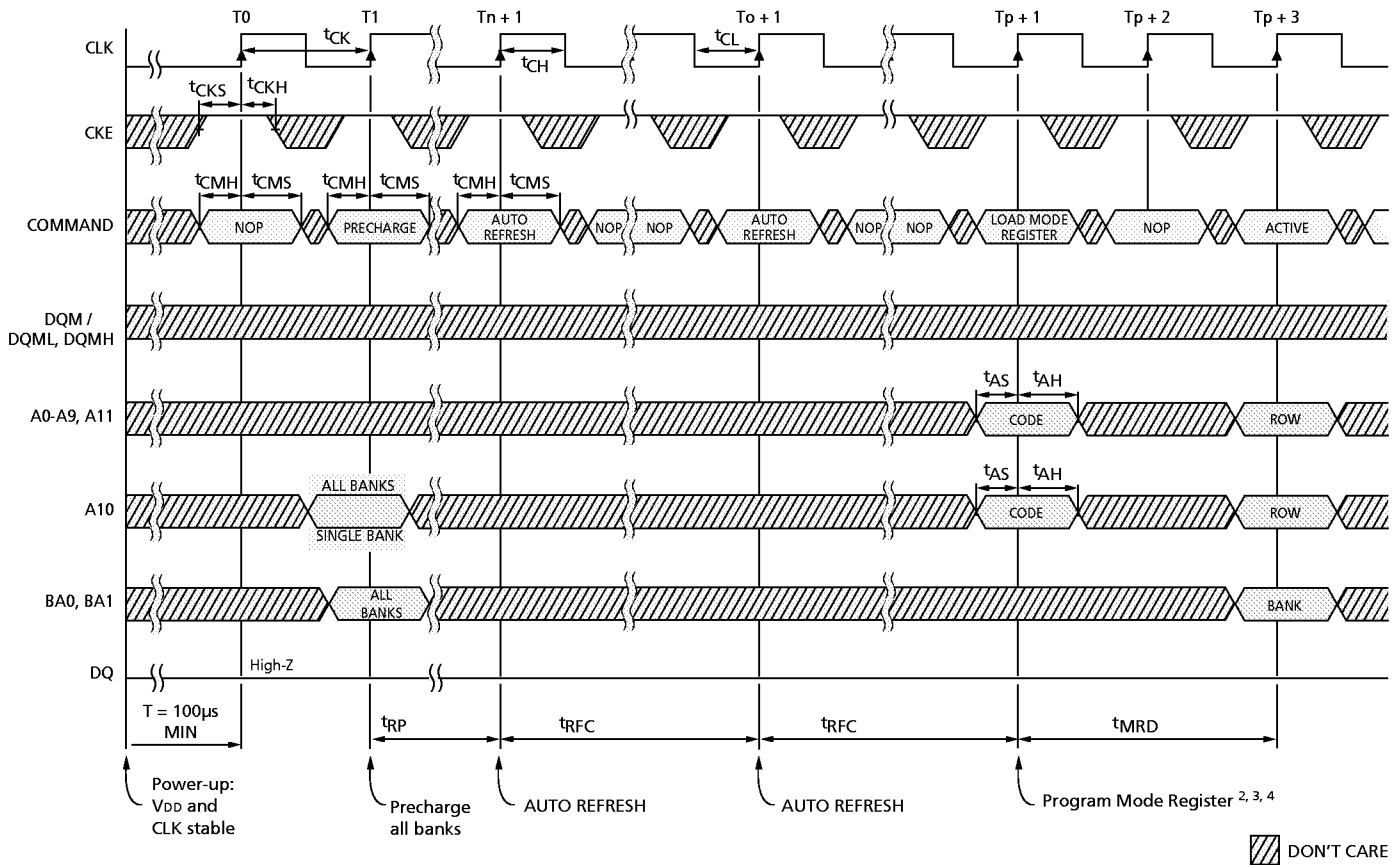 T0 T1 Tn + 1 To + 1 Tp + 1 Tp + 2 Tp + 3
CLK tCK tCH tCL
tCKS tCKH
CKE
tCMH tCMS tCMH tCMS tCMH tCMS
COMMAND NOP PRECHARGE AUTO REFRESH NOP NOP AUTO REFRESH NOP NOP LOAD MODE REGISTER NOP ACTIVE
DQM /
DQML, DQMH
tAS tAH
A0-A9, A11 CODE ROW
ALL BANKS
tAS tAH
A10 CODE ROW
SINGLE BANK
BA0, BA1 ALL BANKS BANK
DQ High-Z
T = 100µs
MIN
tRP tRFC tRFC tMRD
Power-up:
VDD and
CLK stable
Precharge
all banks
AUTO REFRESH
AUTO REFRESH
Program Mode Register 2, 3, 4
DON'T CARE